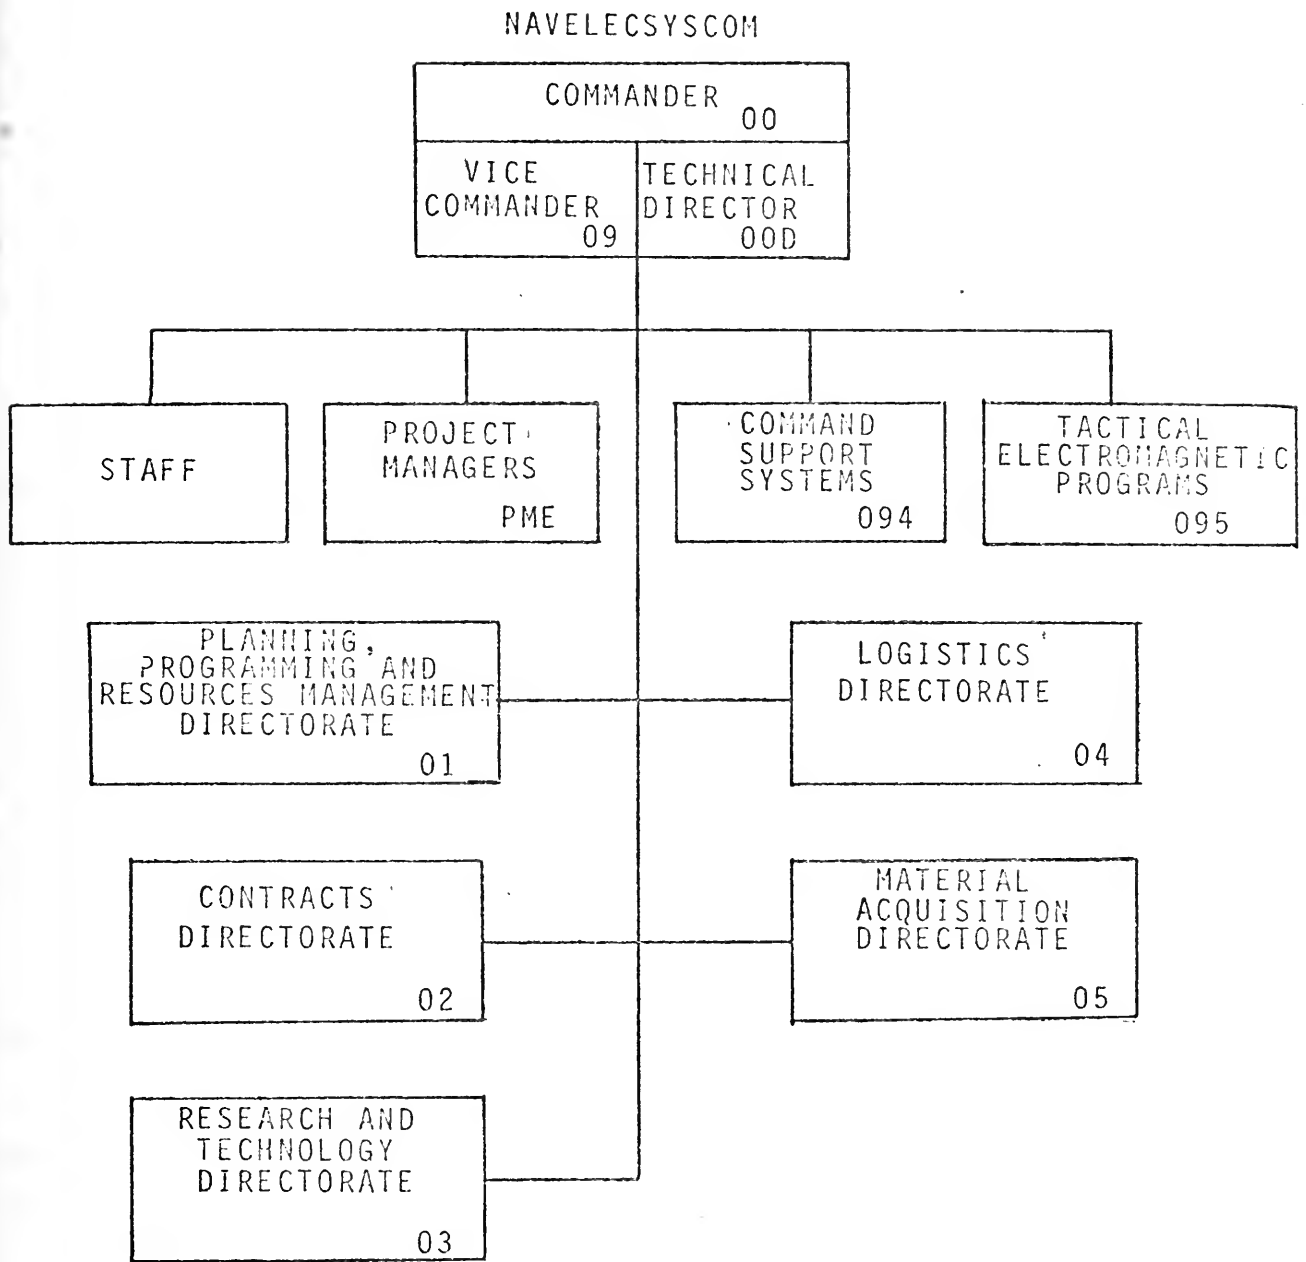 NAVELECSYSCOM
COMMANDER
00
VICE
COMMANDER
09
TECHNICAL
DIRECTOR
00D
STAFF
PROJECT
MANAGERS
PME
COMMAND
SUPPORT
SYSTEMS
094
TACTICAL
ELECTROMAGNETIC
PROGRAMS
095
PLANNING,
PROGRAMMING AND
RESOURCES MANAGEMENT
DIRECTORATE
01
LOGISTICS
DIRECTORATE
04
CONTRACTS
DIRECTORATE
02
MATERIAL
ACQUISITION
DIRECTORATE
05
RESEARCH AND
TECHNOLOGY
DIRECTORATE
03